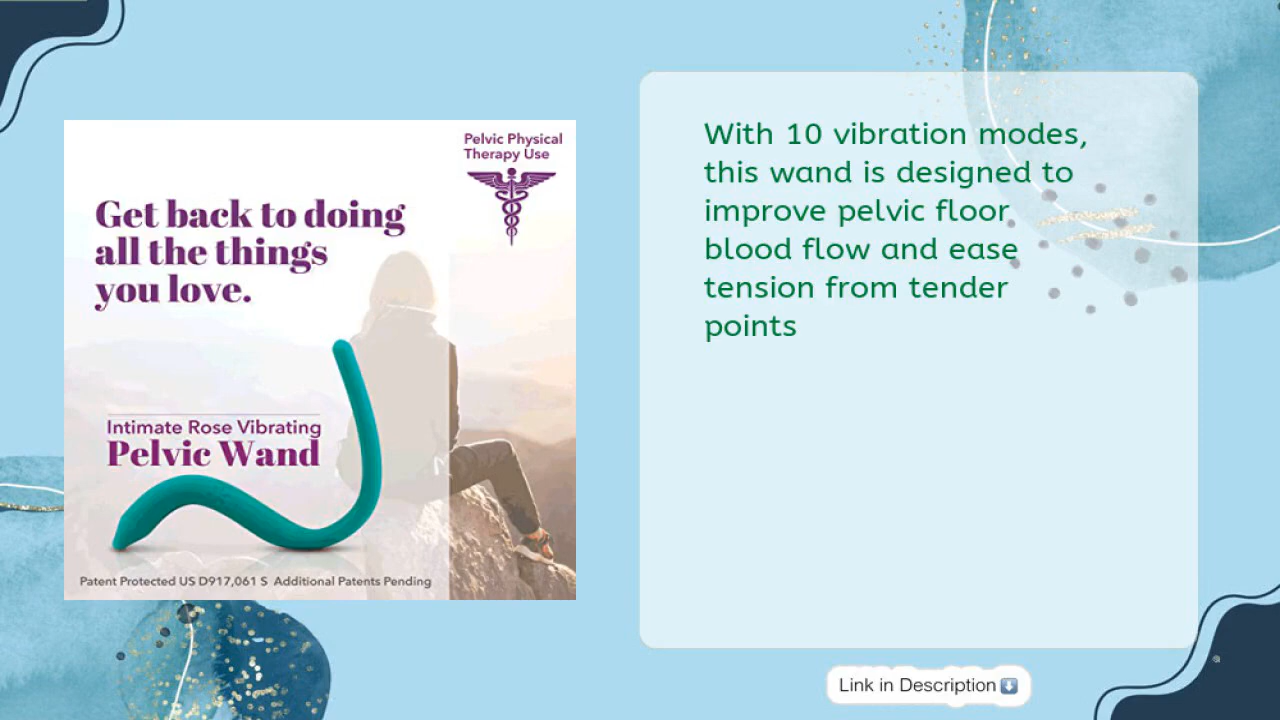 Pelvic Physical
Therapy Use
Get back to doing
all the things
you love.
Intimate Rose Vibrating
Pelvic Wand
Patent Protected US D917,061 S Additional Patents Pending
With 10 vibration modes,
this wand is designed to
improve pelvic floor
blood flow and ease
tension from tender
points
Link in Description⬇️